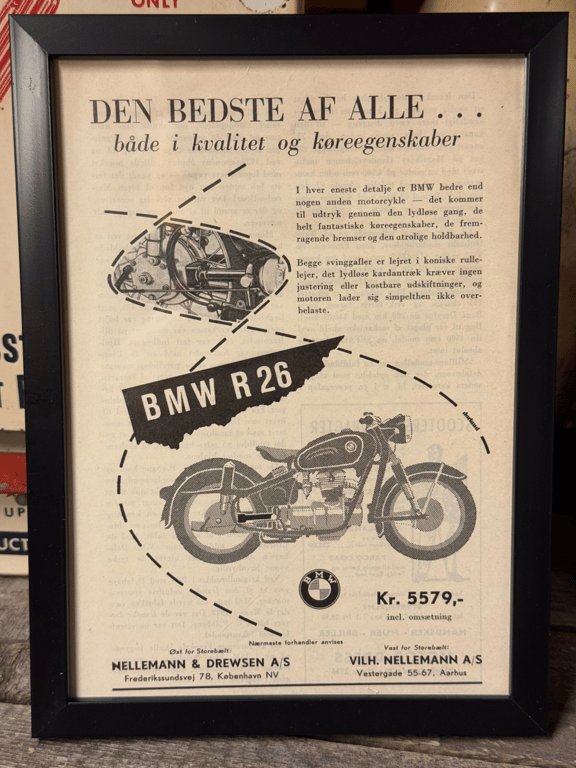 ONLY
DEN BEDSTE AF ALLE . . .
både i kvalitet og køreegenskaber
I hver eneste detalje er BMW bedre end
nogen anden motorcykle — det kommer
til udtryk gennem den lydløse gang, de
helt fantastiske køreegenskaber, de frem-
ragende bremser og den utrolige holdbarhed.
Begge svinggafler er lejret i koniske rulle-
lejer, det lydløse kardantræk kræver ingen
justering eller kostbare udskiftninger, og
motoren lader sig simpelthen ikke over-
belaste.
BMW R 26
BMW
Kr. 5579,-
incl. omsætning
Nærmeste forhandler anvises
Øst for Storebælt:
NELLEMANN & DREWSEN A/S
Frederikssundsvej 78, København NV
Vest for Storebælt:
VILH. NELLEMANN A/S
Vestergade 55-67, Aarhus